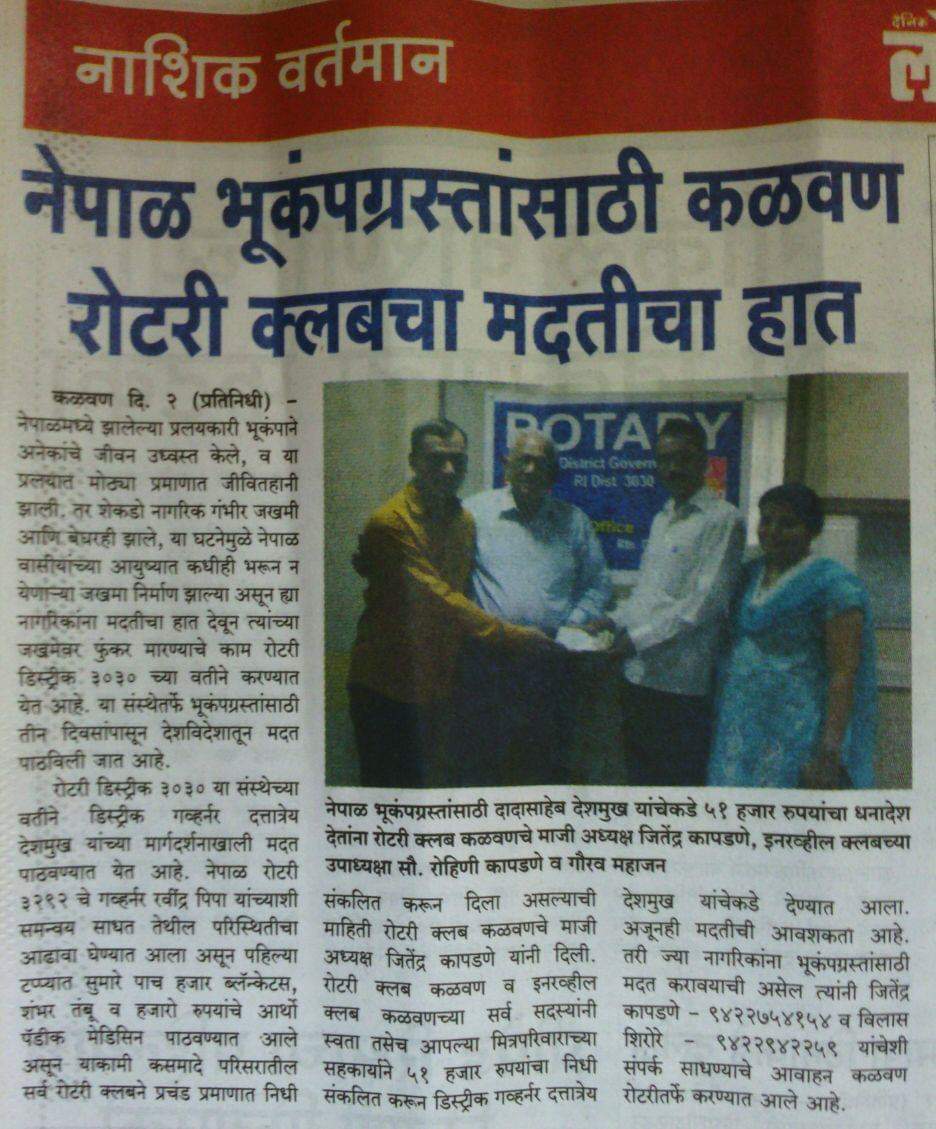 नाशिक वर्तमान
दैनिक
लो
नेपाळ भूकंपग्रस्तांसाठी कळवण
रोटरी क्लबचा मदतीचा हात
कळवण दि. २ (प्रतिनिधी) -
नेपाळमध्ये झालेल्या प्रलयकारी भूकंपाने
अनेकांचे जीवन उध्वस्त केले, व या
प्रलयात मोठ्या प्रमाणात जीवितहानी
झाली. तर शेकडो नागरिक गंभीर जखमी
आणि बेघरही झाले, या घटनेमुळे नेपाळ
वासीयांच्या आयुष्यात कधीही भरून न
येणाऱ्या जखमा निर्माण झाल्या असून ह्या
नागरिकांना मदतीचा हात देवून त्यांच्या
जखमेवर फुंकर मारण्याचे काम रोटरी
डिस्ट्रीक ३०३० च्या वतीने करण्यात
येत आहे. या संस्थेतर्फे भूकंपग्रस्तांसाठी
तीन दिवसांपासून देशविदेशातून मदत
पाठविली जात आहे.
रोटरी डिस्ट्रीक ३०३० या संस्थेच्या
वतीने डिस्ट्रीक गव्हर्नर दत्तात्रेय
देशमुख यांच्या मार्गदर्शनाखाली मदत
पाठवण्यात येत आहे. नेपाळ रोटरी
३२९२ चे गव्हर्नर रवींद्र पिपा यांच्याशी
समन्वय साधत तेथील परिस्थितीचा
आढावा घेण्यात आला असून पहिल्या
टप्प्यात सुमारे पाच हजार ब्लॅन्केटस,
शंभर तंबू व हजारो रुपयांचे आर्थो
पॅडीक मेडिसिन पाठवण्यात आले
असून याकामी कसमादे परिसरातील
सर्व रोटरी क्लबने प्रचंड प्रमाणात निधी
ROTARY
District Govern
RI Dist 3030
Office
नेपाळ भूकंपग्रस्तांसाठी दादासाहेब देशमुख यांचेकडे ५१ हजार रुपयांचा धनादेश
देतांना रोटरी क्लब कळवणचे माजी अध्यक्ष जितेंद्र कापडणे, इनरव्हील क्लबच्या
उपाध्यक्षा सौ. रोहिणी कापडणे व गौरव महाजन
संकलित करून दिला असल्याची
माहिती रोटरी क्लब कळवणचे माजी
अध्यक्ष जितेंद्र कापडणे यांनी दिली.
रोटरी क्लब कळवण व इनरव्हील
क्लब कळवणच्या सर्व सदस्यांनी
स्वता तसेच आपल्या मित्रपरिवाराच्या
सहकार्याने ५१ हजार रुपयांचा निधी
संकलित करून डिस्ट्रीक गव्हर्नर दत्तात्रेय
देशमुख यांचेकडे देण्यात आला.
अजूनही मदतीची आवशकता आहे.
तरी ज्या नागरिकांना भूकंपग्रस्तांसाठी
मदत करावयाची असेल त्यांनी जितेंद्र
कापडणे - ९४२२७५४१५४ व विलास
शिरोरे - ९४२२९४२२५९ यांचेशी
संपर्क साधण्याचे आवाहन कळवण
रोटरीतर्फे करण्यात आले आहे.